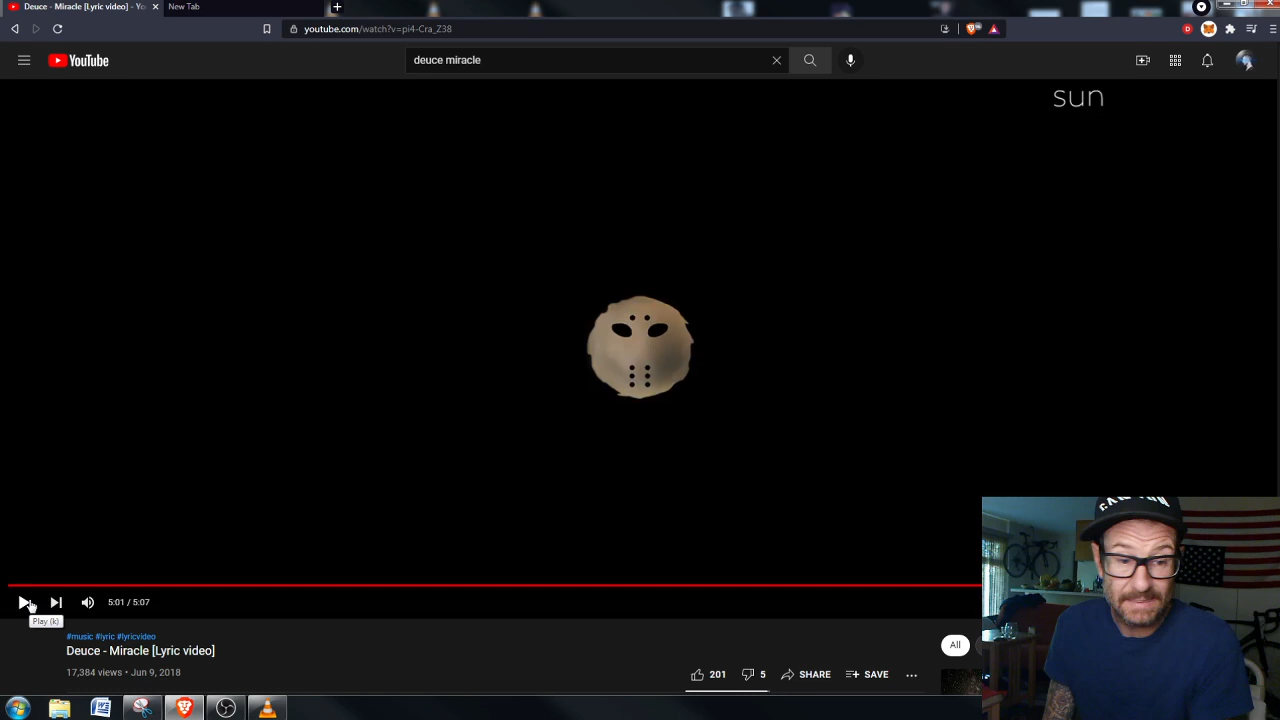 Deuce - Miracle [Lyric video] - Yo
New Tab
youtube.com/watch?v=pi4-Cra_Z38
YouTube
deuce miracle
sun
5:01 / 5:07
Play (k)
#music #lyric #lyricvideo
Deuce - Miracle [Lyric video]
All
17,384 views • Jun 9, 2018
201
5
SHARE
SAVE